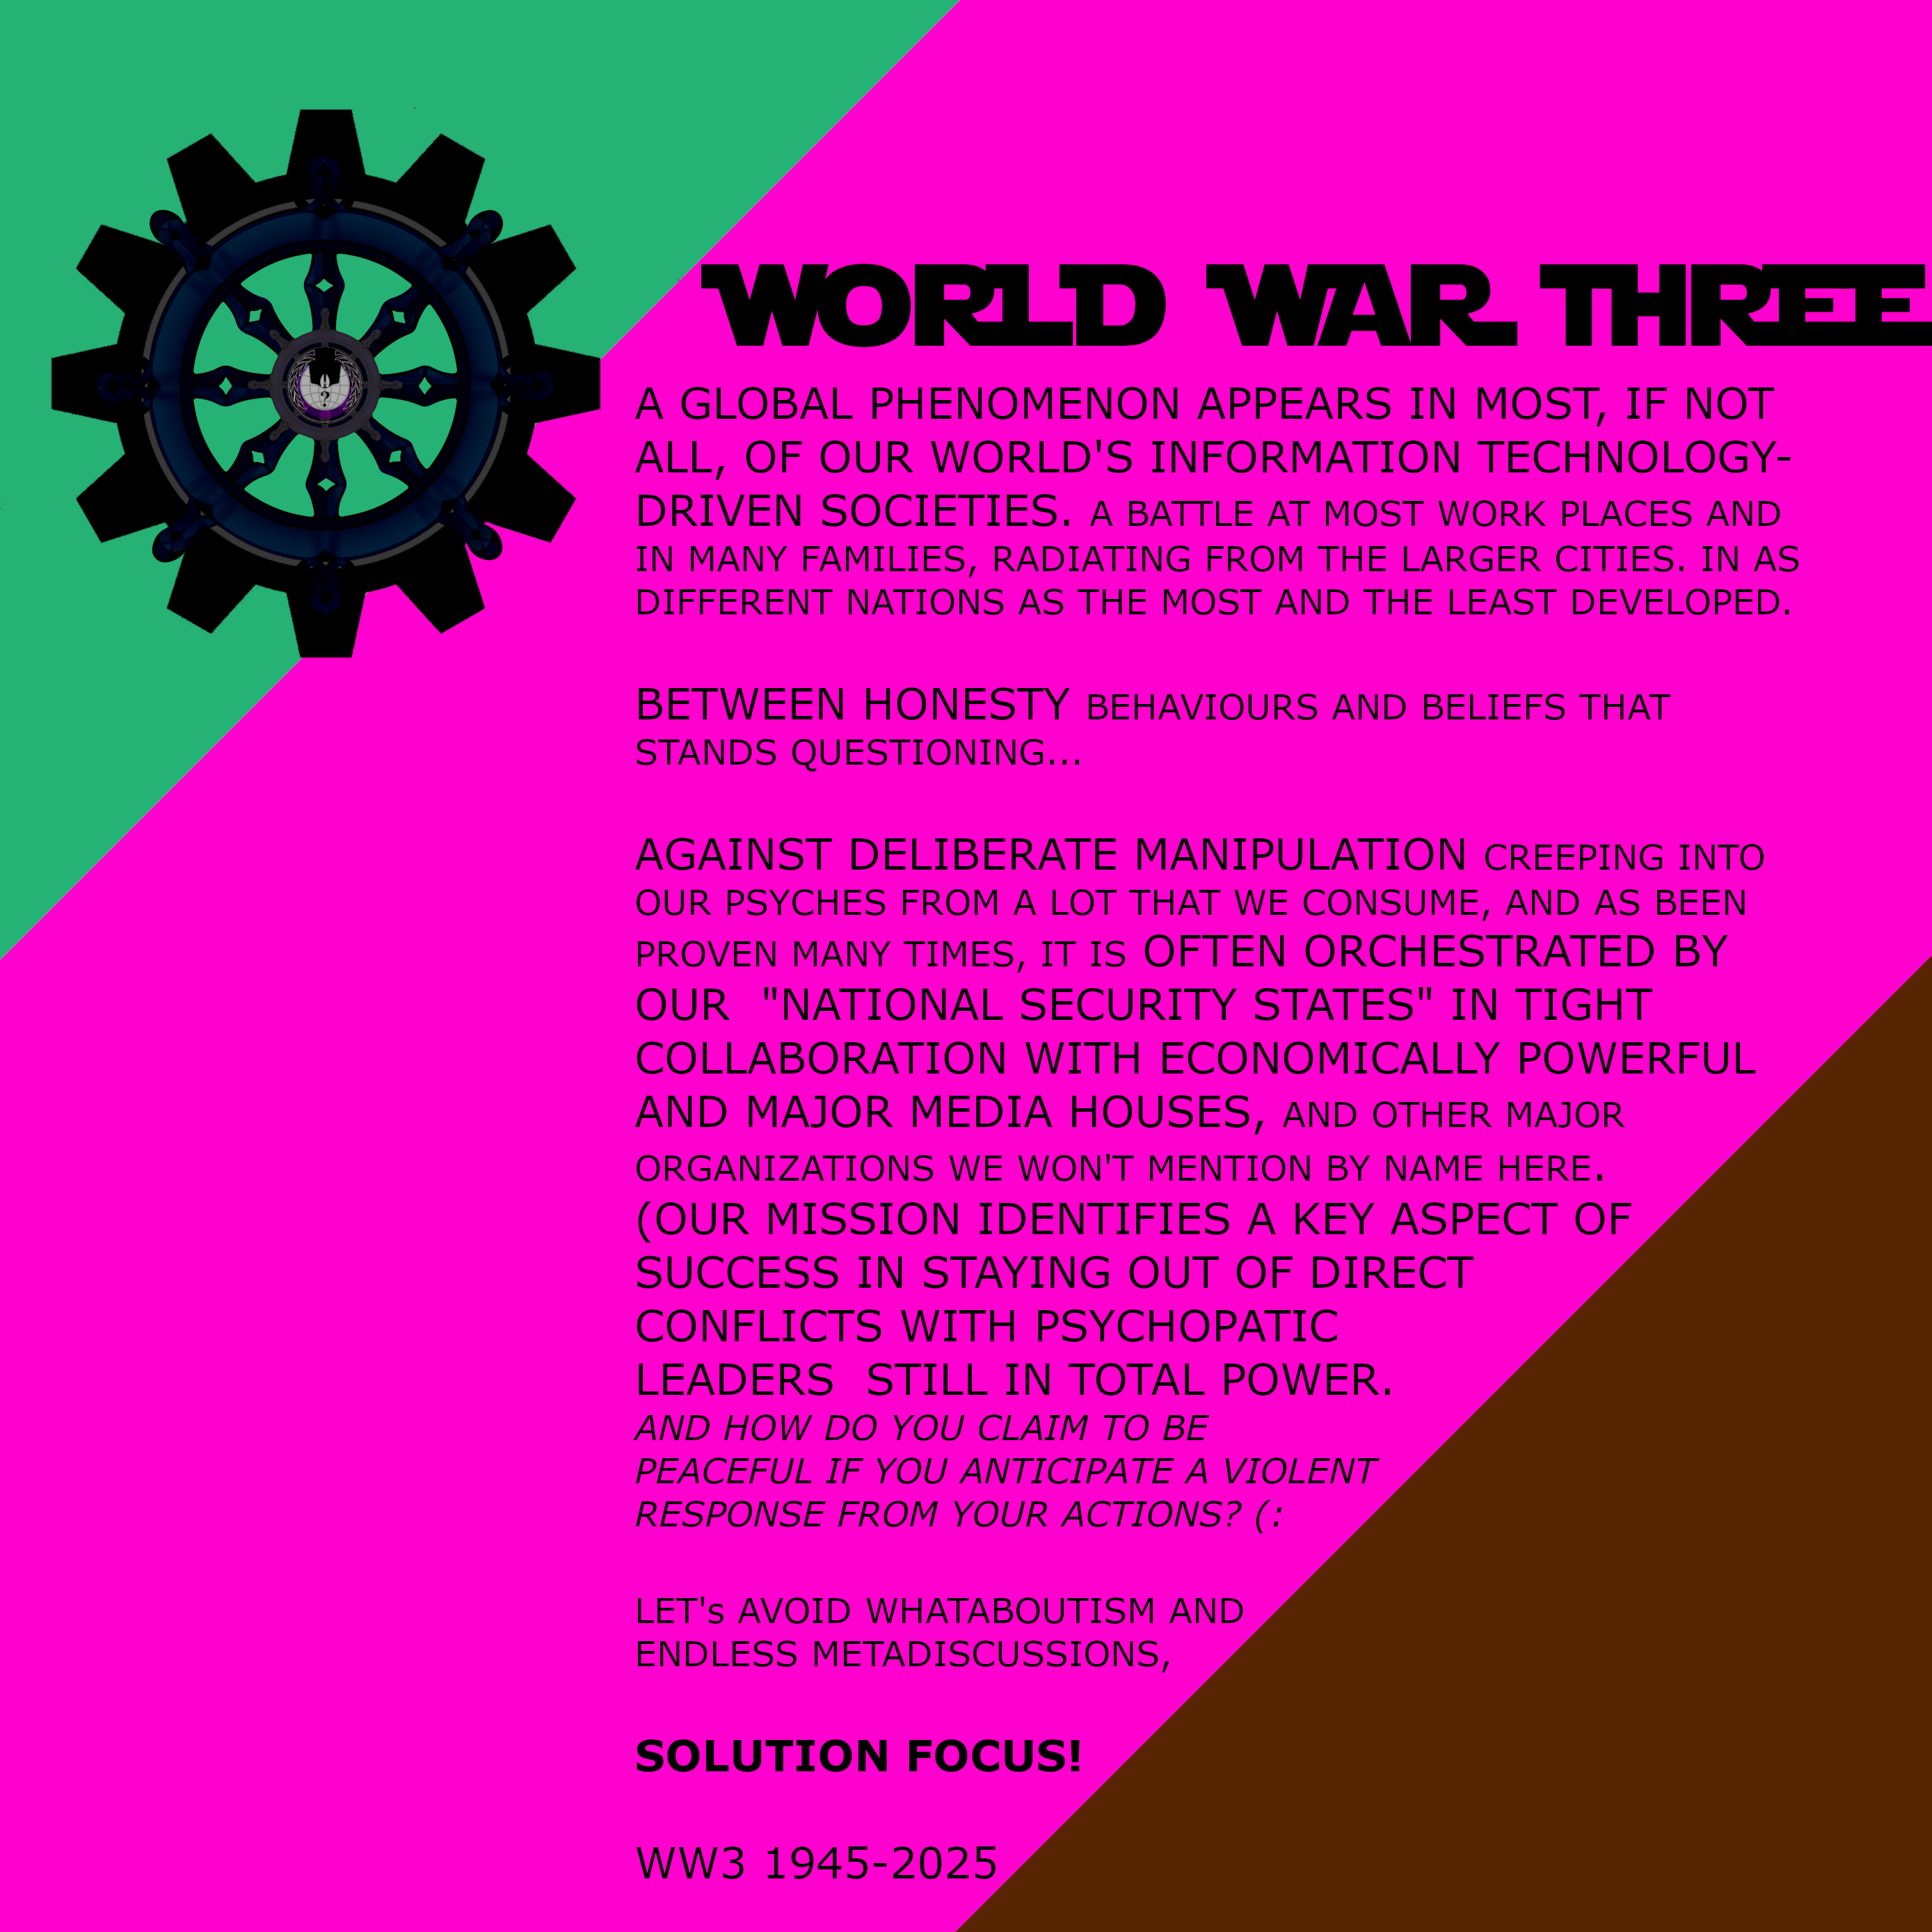 WORLD WAR THREE
A GLOBAL PHENOMENON APPEARS IN MOST, IF NOT
ALL, OF OUR WORLD'S INFORMATION TECHNOLOGY-
DRIVEN SOCIETIES. A BATTLE AT MOST WORK PLACES AND
IN MANY FAMILIES, RADIATING FROM THE LARGER CITIES. IN AS
DIFFERENT NATIONS AS THE MOST AND THE LEAST DEVELOPED.
BETWEEN HONESTY BEHAVIOURS AND BELIEFS THAT
STANDS QUESTIONING...
AGAINST DELIBERATE MANIPULATION CREEPING INTO
OUR PSYCHES FROM A LOT THAT WE CONSUME, AND AS BEEN
PROVEN MANY TIMES, IT IS OFTEN ORCHESTRATED BY
OUR  "NATIONAL SECURITY STATES" IN TIGHT
COLLABORATION WITH ECONOMICALLY POWERFUL
AND MAJOR MEDIA HOUSES, AND OTHER MAJOR
ORGANIZATIONS WE WON'T MENTION BY NAME HERE.
(OUR MISSION IDENTIFIES A KEY ASPECT OF
SUCCESS IN STAYING OUT OF DIRECT
CONFLICTS WITH PSYCHOPATIC
LEADERS  STILL IN TOTAL POWER.
AND HOW DO YOU CLAIM TO BE
PEACEFUL IF YOU ANTICIPATE A VIOLENT
RESPONSE FROM YOUR ACTIONS? (:
LET's AVOID WHATABOUTISM AND
ENDLESS METADISCUSSIONS,
SOLUTION FOCUS!
WW3 1945-2025
?